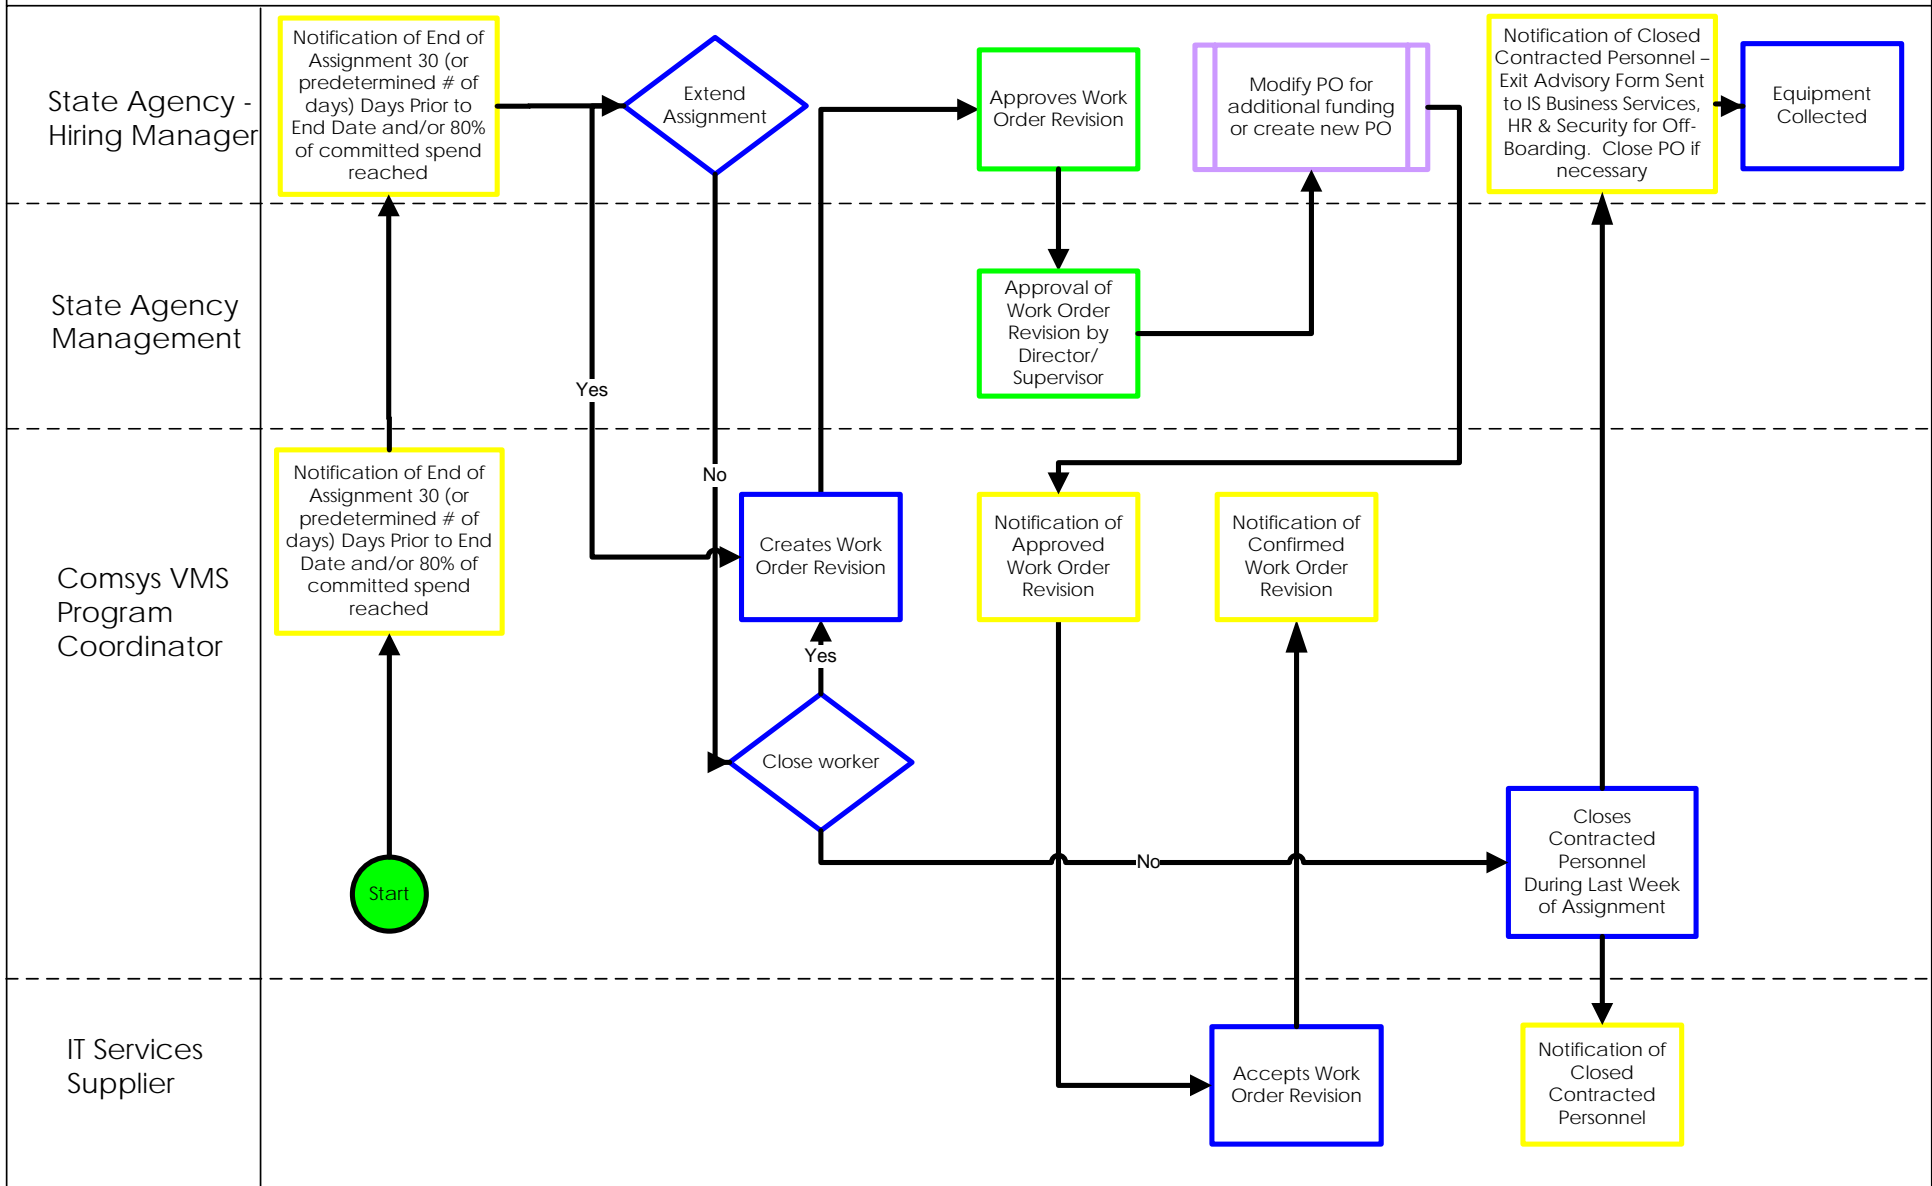 State Agency -
Hiring Manager
Notification of End of
Assignment 30 (or
predetermined # of
days) Days Prior to
End Date and/or 80%
of committed spend
reached
Extend
Assignment
Approves Work
Order Revision
Modify PO for
additional funding
or create new PO
Notification of Closed
Contracted Personnel –
Exit Advisory Form Sent
to IS Business Services,
HR & Security for Off-
Boarding.  Close PO if
necessary
Equipment
Collected
State Agency
Management
Approval of
Work Order
Revision by
Director/
Supervisor
Yes
No
Comsys VMS
Program
Coordinator
Notification of End of
Assignment 30 (or
predetermined # of
days) Days Prior to End
Date and/or 80% of
committed spend
reached
Creates Work
Order Revision
Notification of
Approved
Work Order
Revision
Notification of
Confirmed
Work Order
Revision
Yes
Close worker
No
Closes
Contracted
Personnel
During Last Week
of Assignment
Start
IT Services
Supplier
Accepts Work
Order Revision
Notification of
Closed
Contracted
Personnel